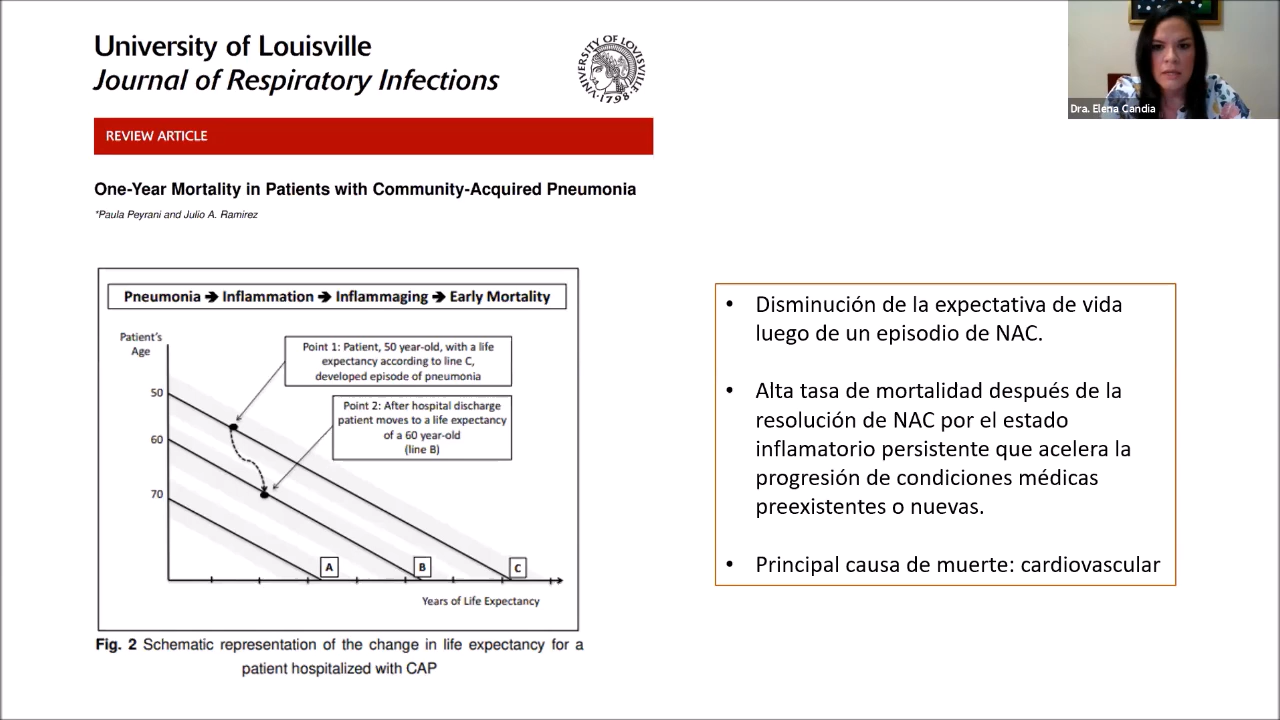 University of Louisville
Journal of Respiratory Infections
UNIVERSITY OF LOUISVILLE
1798
REVIEW ARTICLE
One-Year Mortality in Patients with Community-Acquired Pneumonia
*Paula Peyrani and Julio A. Ramirez
Dra. Elena Candia
Pneumonia → Inflammation → Inflammaging → Early Mortality
Patient's
Age
Point 1: Patient, 50 year-old, with a life
expectancy according to line C,
developed episode of pneumonia
Point 2: After hospital discharge
patient moves to a life expectancy
of a 60 year-old
(line B)
50
60
70
A
B
C
Years of Life Expectancy
Fig. 2 Schematic representation of the change in life expectancy for a
patient hospitalized with CAP
• Disminución de la expectativa de vida
luego de un episodio de NAC.
• Alta tasa de mortalidad después de la
resolución de NAC por el estado
inflamatorio persistente que acelera la
progresión de condiciones médicas
preexistentes o nuevas.
• Principal causa de muerte: cardiovascular